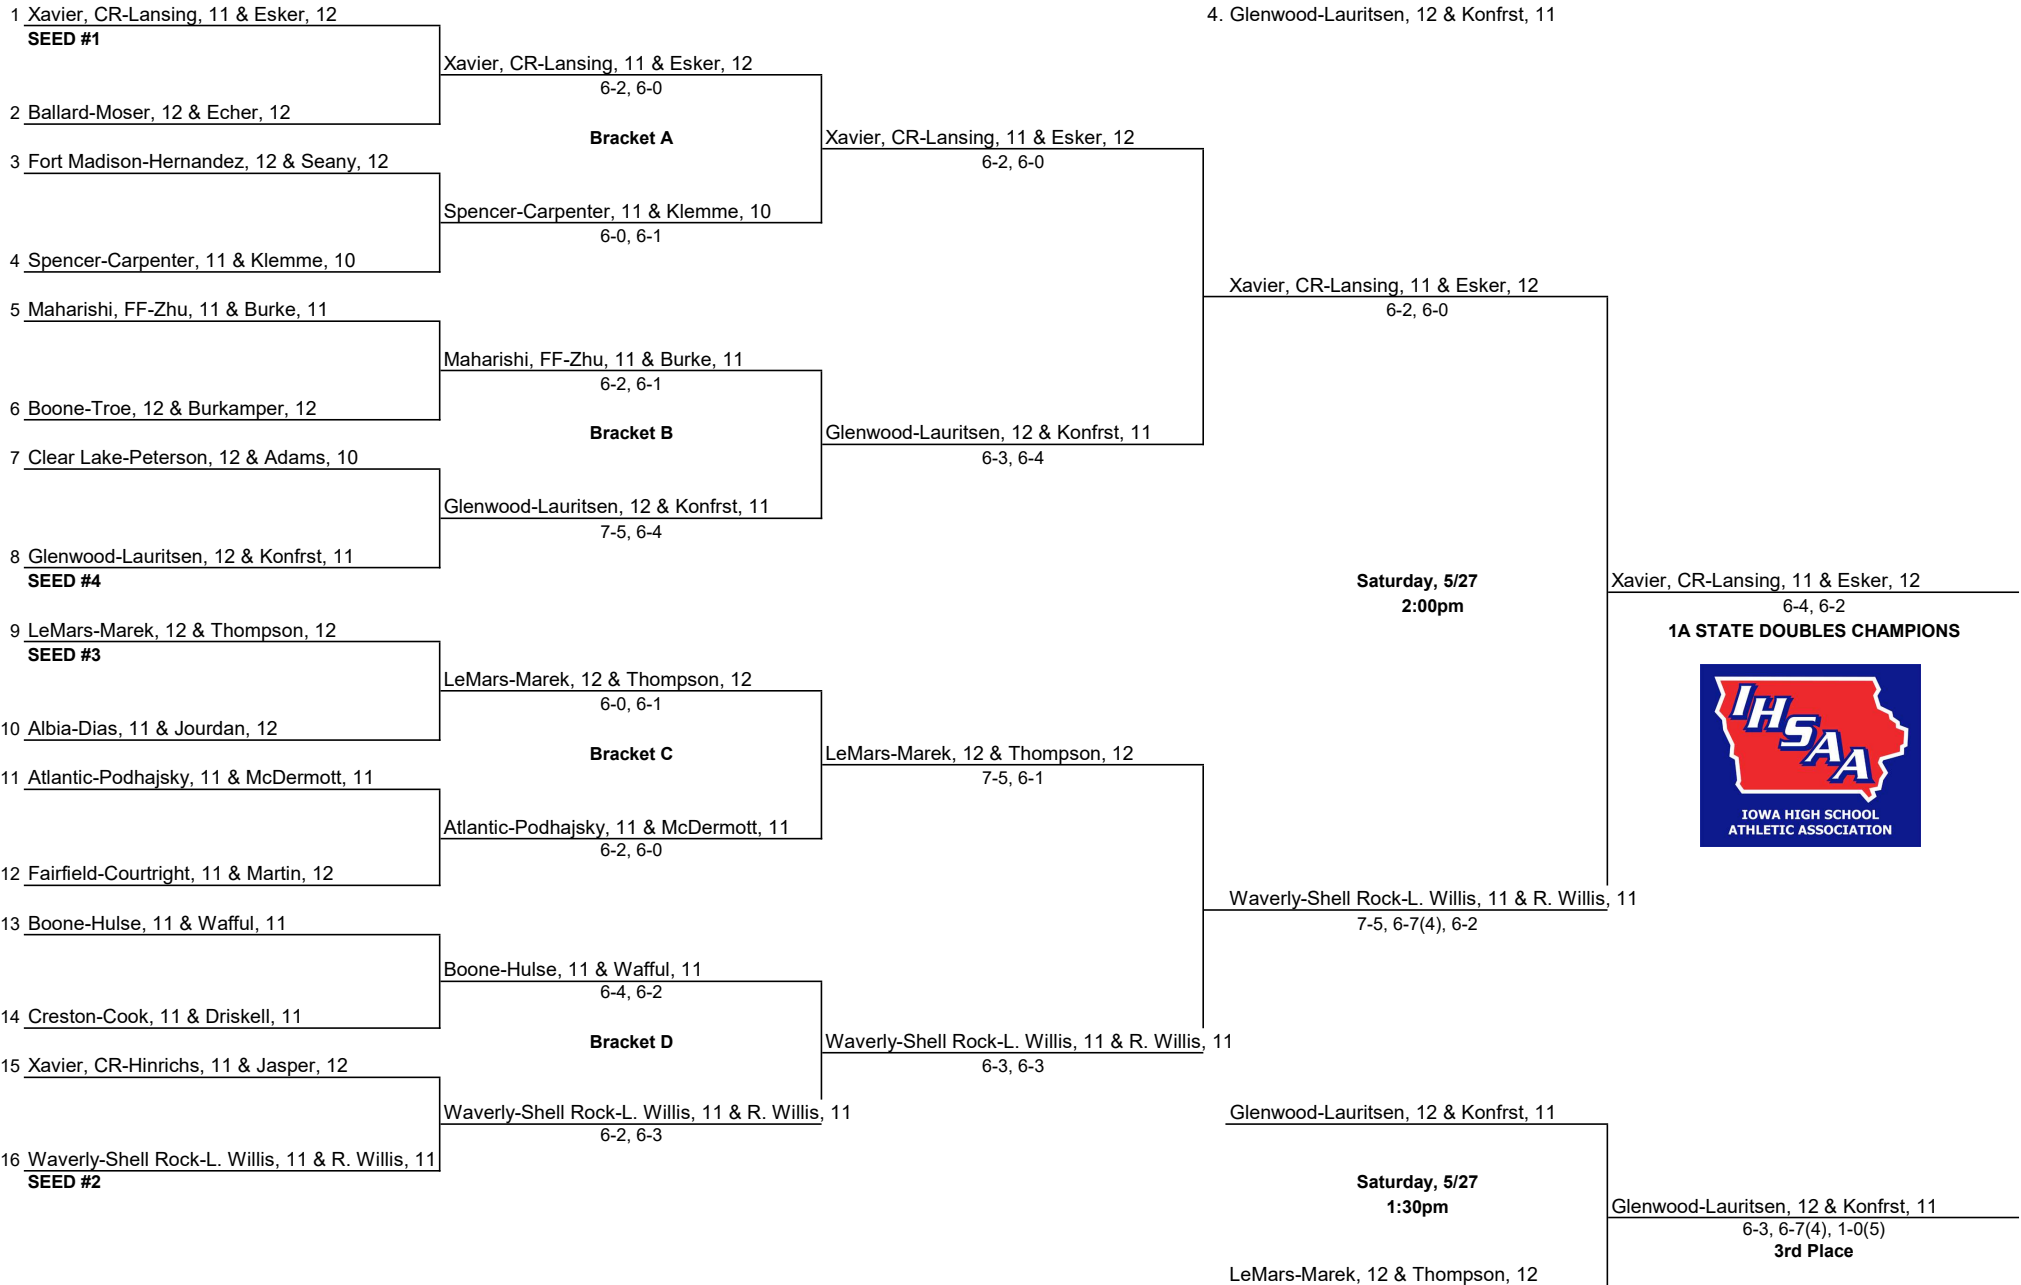 1 Xavier, CR-Lansing, 11 & Esker, 12
4. Glenwood-Lauritsen, 12 & Konfrst, 11
SEED #1
Xavier, CR-Lansing, 11 & Esker, 12
6-2, 6-0
2 Ballard-Moser, 12 & Echer, 12
Bracket A
Xavier, CR-Lansing, 11 & Esker, 12
6-2, 6-0
3 Fort Madison-Hernandez, 12 & Seany, 12
Spencer-Carpenter, 11 & Klemme, 10
6-0, 6-1
4 Spencer-Carpenter, 11 & Klemme, 10
Xavier, CR-Lansing, 11 & Esker, 12
6-2, 6-0
5 Maharishi, FF-Zhu, 11 & Burke, 11
Maharishi, FF-Zhu, 11 & Burke, 11
6-2, 6-1
6 Boone-Troe, 12 & Burkamper, 12
Bracket B
Glenwood-Lauritsen, 12 & Konfrst, 11
6-3, 6-4
7 Clear Lake-Peterson, 12 & Adams, 10
Glenwood-Lauritsen, 12 & Konfrst, 11
7-5, 6-4
8 Glenwood-Lauritsen, 12 & Konfrst, 11
SEED #4
Saturday, 5/27
2:00pm
Xavier, CR-Lansing, 11 & Esker, 12
6-4, 6-2
1A STATE DOUBLES CHAMPIONS
9 LeMars-Marek, 12 & Thompson, 12
SEED #3
LeMars-Marek, 12 & Thompson, 12
6-0, 6-1
IHSAA
IOWA HIGH SCHOOL
ATHLETIC ASSOCIATION
10 Albia-Dias, 11 & Jourdan, 12
Bracket C
LeMars-Marek, 12 & Thompson, 12
7-5, 6-1
11 Atlantic-Podhajsky, 11 & McDermott, 11
Atlantic-Podhajsky, 11 & McDermott, 11
6-2, 6-0
12 Fairfield-Courtright, 11 & Martin, 12
Waverly-Shell Rock-L. Willis, 11 & R. Willis, 11
7-5, 6-7(4), 6-2
13 Boone-Hulse, 11 & Wafful, 11
Boone-Hulse, 11 & Wafful, 11
6-4, 6-2
14 Creston-Cook, 11 & Driskell, 11
Bracket D
Waverly-Shell Rock-L. Willis, 11 & R. Willis, 11
6-3, 6-3
15 Xavier, CR-Hinrichs, 11 & Jasper, 12
Waverly-Shell Rock-L. Willis, 11 & R. Willis, 11
6-2, 6-3
16 Waverly-Shell Rock-L. Willis, 11 & R. Willis, 11
SEED #2
Glenwood-Lauritsen, 12 & Konfrst, 11
Saturday, 5/27
1:30pm
Glenwood-Lauritsen, 12 & Konfrst, 11
6-3, 6-7(4), 1-0(5)
3rd Place
LeMars-Marek, 12 & Thompson, 12